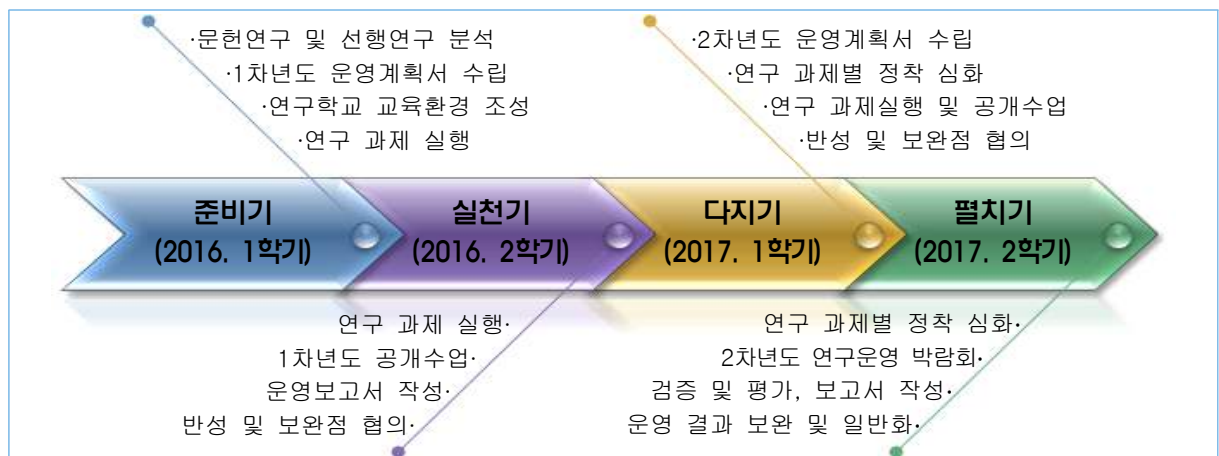 ·문헌연구 및 선행연구 분석
·1차년도 운영계획서 수립
·연구학교 교육환경 조성
·연구 과제 실행
·2차년도 운영계획서 수립
·연구 과제별 정착 심화
·연구 과제실행 및 공개수업
·반성 및 보완점 협의
준비기
(2016. 1학기)
실천기
(2016. 2학기)
다지기
(2017. 1학기)
펼치기
(2017. 2학기)
연구 과제 실행·
1차년도 공개수업·
운영보고서 작성·
반성 및 보완점 협의·
연구 과제별 정착 심화·
2차년도 연구운영 박람회·
검증 및 평가, 보고서 작성·
운영 결과 보완 및 일반화·